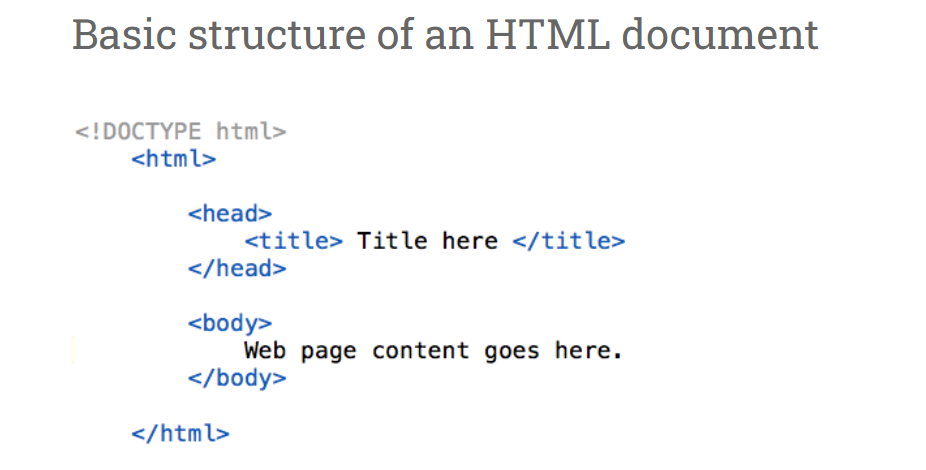 Basic structure of an HTML document
<!DOCTYPE html>
<html>
<head>
<title> Title here </title>
</head>
<body>
Web page content goes here.
</body>
</html>